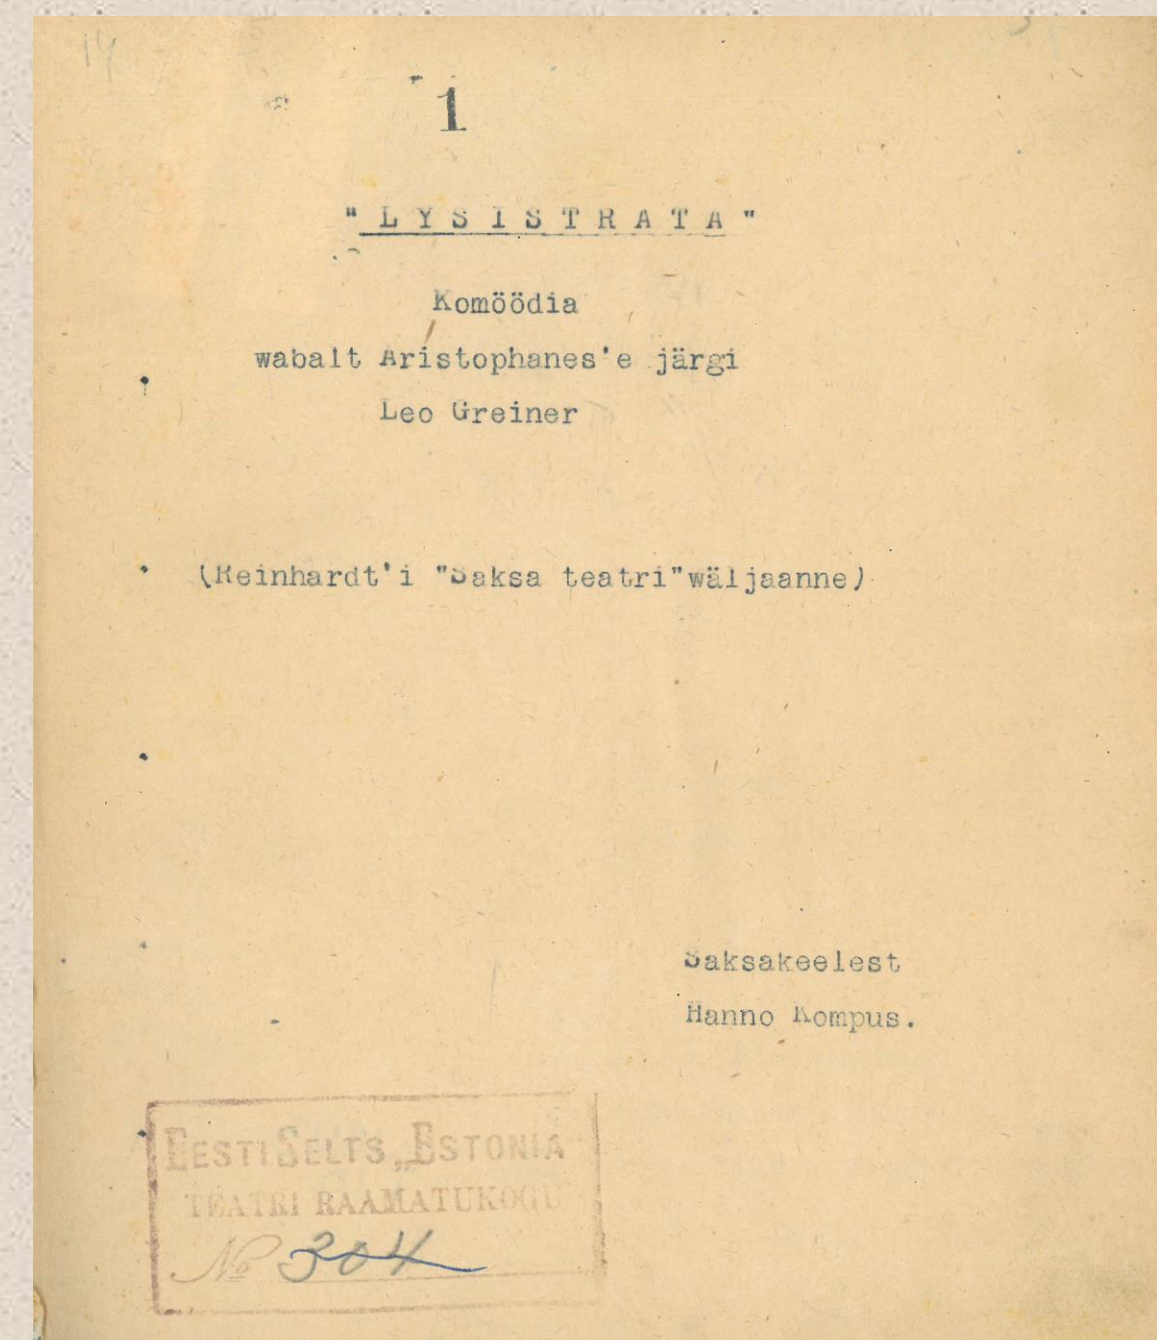 14
1
"LYSISTRATA"
Komöödia
wabalt Aristophanes'e järgi
Leo Greiner
(Reinhardt'i "Saksa teatri"wäljaanne)
Saksakeelest
Hanno Kompus.
EESTI SELTS „ESTONIA
TEATRI RAAMATUKOGU
№ 304